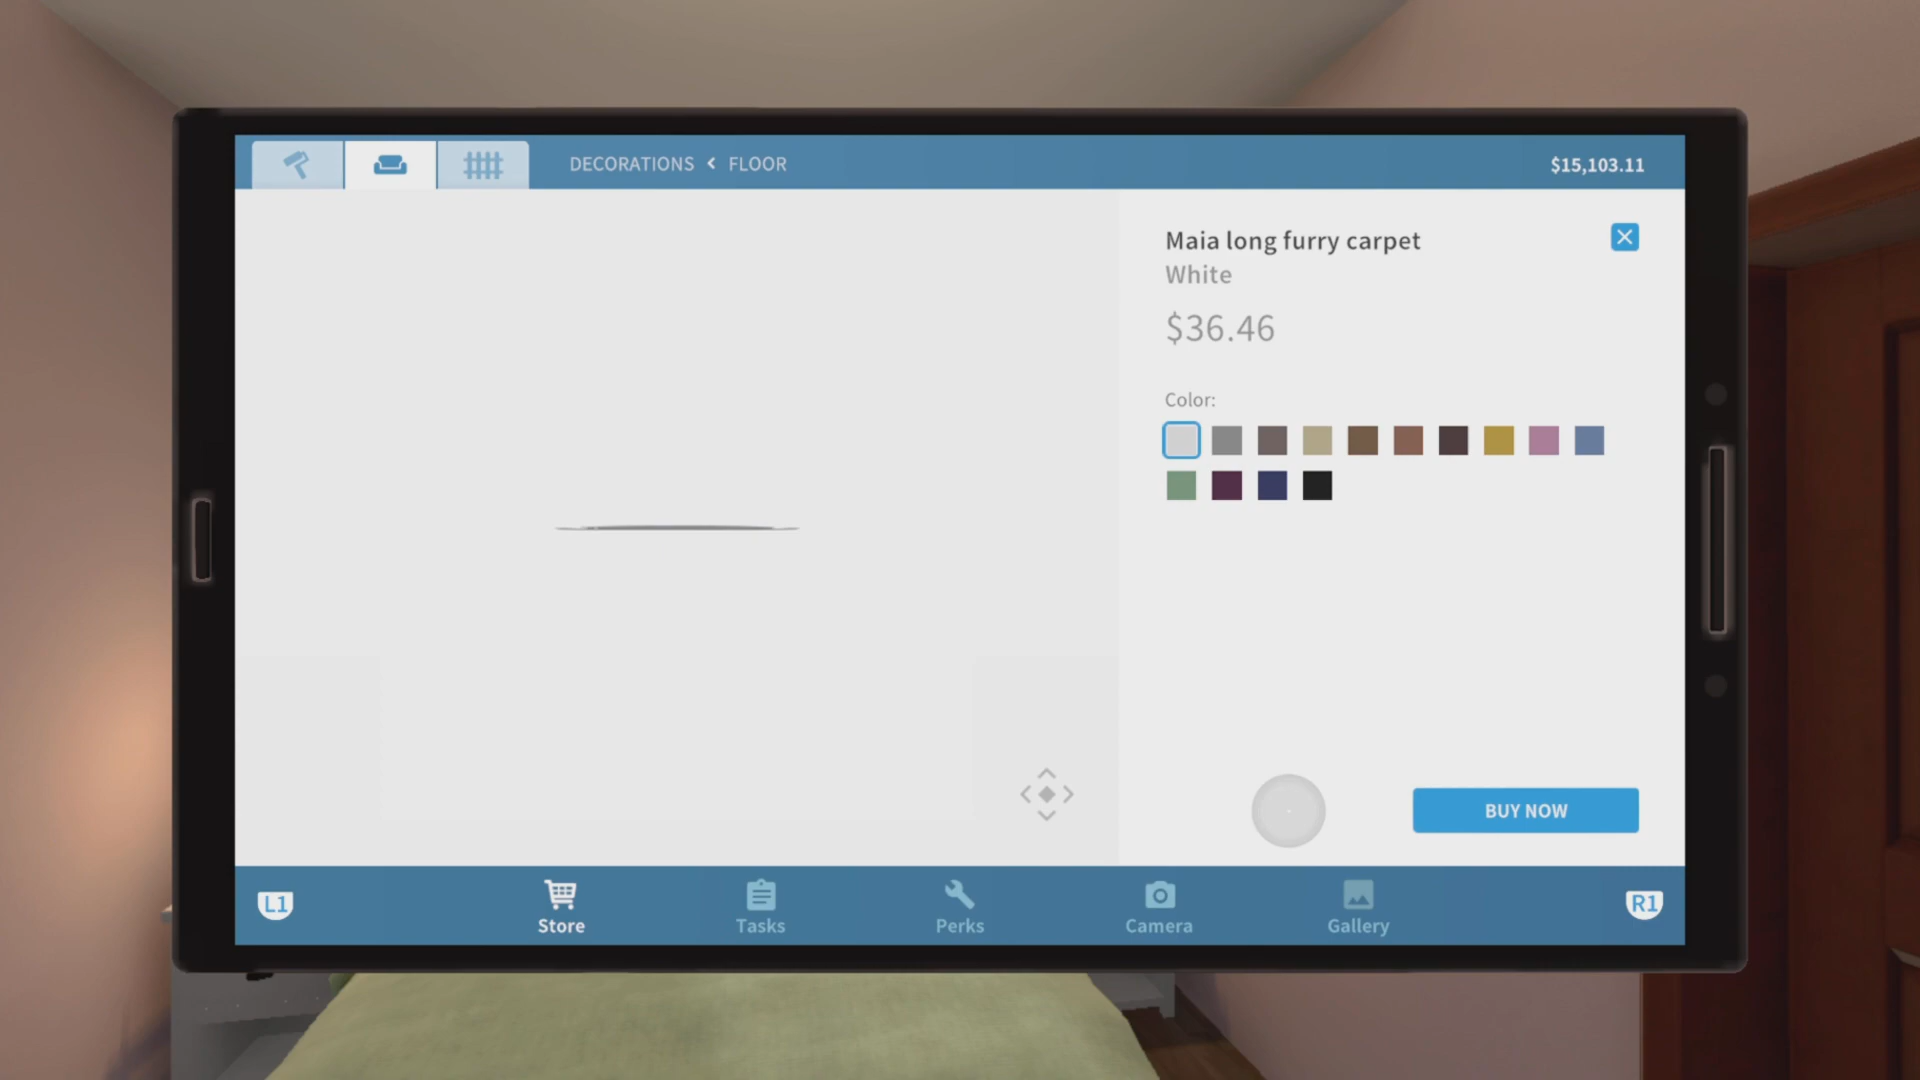 DECORATIONS < FLOOR
$15,103.11
Maia long furry carpet
White
$36.46
Color:
BUY NOW
L1
Store
Tasks
Perks
Camera
Gallery
R1